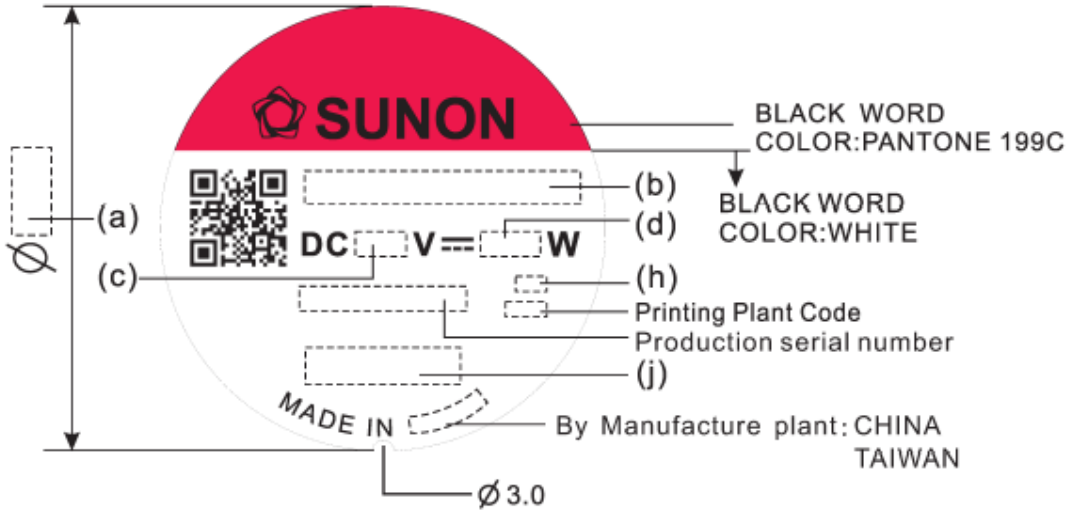 SUNON
BLACK WORD
COLOR:PANTONE 199C
BLACK WORD
COLOR:WHITE
(a)
(b)
(c)
DC V W
(d)
(h)
Printing Plant Code
Production serial number
(j)
MADE IN
By Manufacture plant: CHINA
TAIWAN
Ø
Ø 3.0